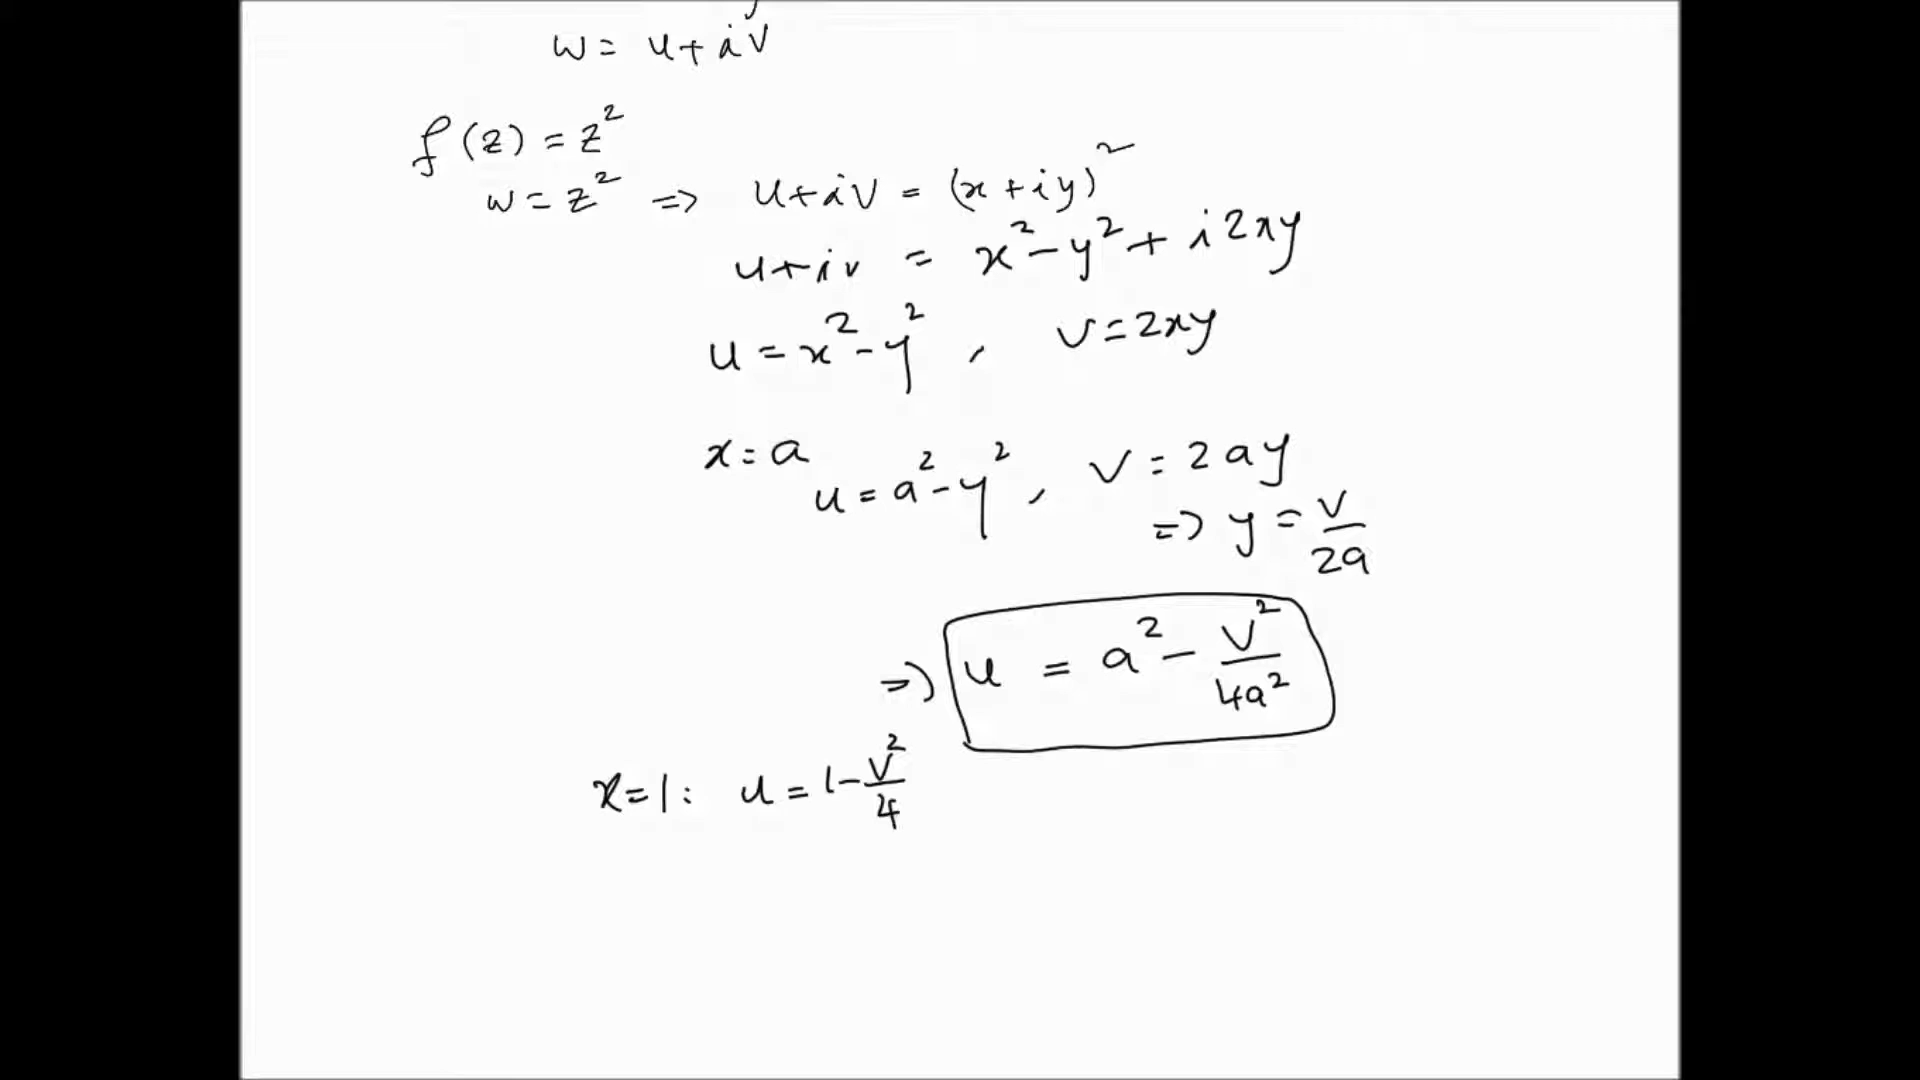 w = u+iv
f(z) = z²
w = z² => u+iv = (x+iy)²
u+iv = x²-y²+i2xy
u = x²-y², v=2xy
x=a
u = a²-y², v = 2ay
=> y = v/2a
=> u = a² - v²/4a²
x=1: u = 1-v²/4